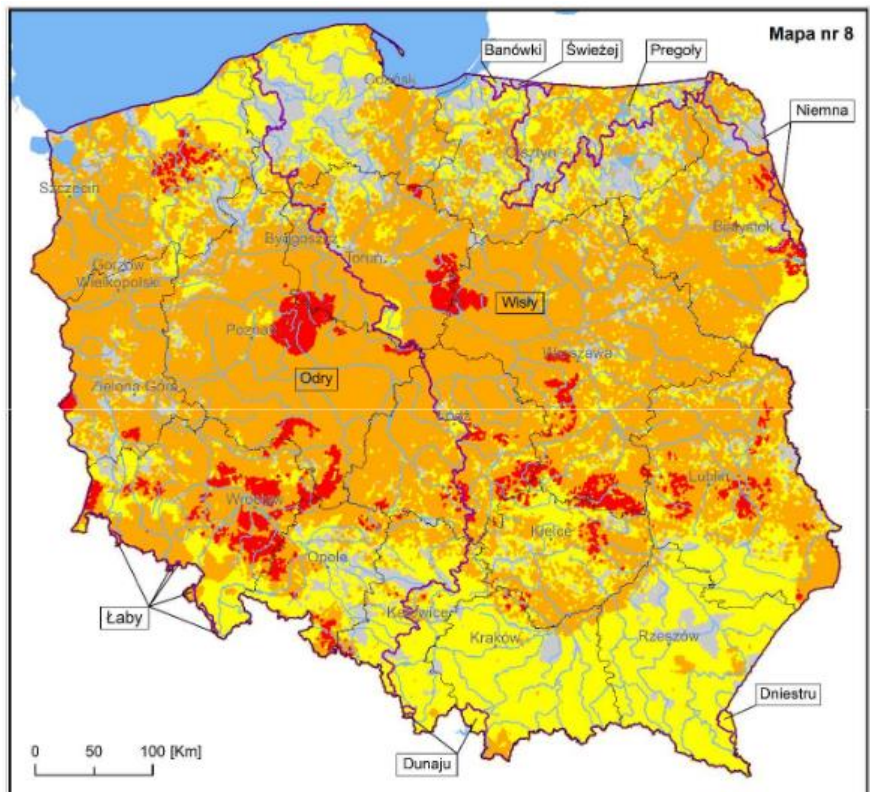 Mapa nr 8
Banówki
Świeżej
Pregoły
Niemna
Gdańsk
Olsztyn
Szczecin
Białystok
Bydgoszcz
Toruń
Gorzów
Wielkopolski
Wisły
Poznań
Warszawa
Odry
Zielona Góra
Łódź
Wrocław
Lublin
Kielce
Opole
Łaby
Katowice
Kraków
Rzeszów
Dniestru
Dunaju
0 50 100 [Km]